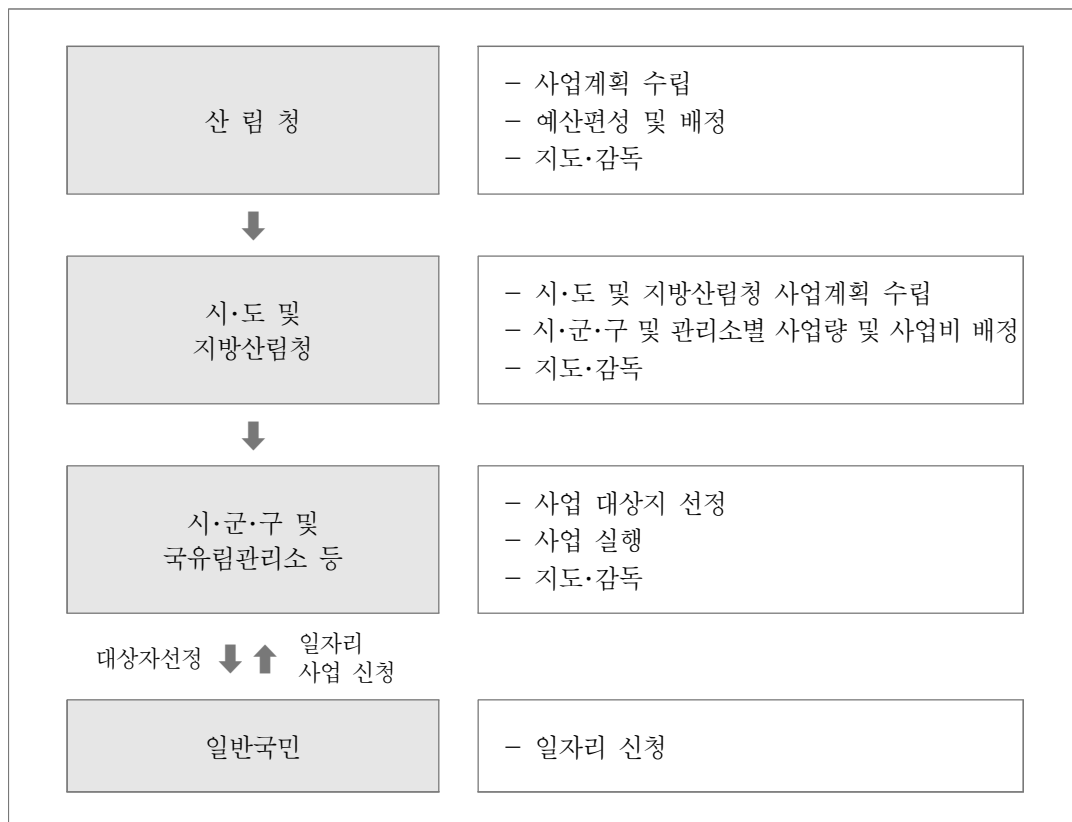 산 림 청
– 사업계획 수립
– 예산편성 및 배정
– 지도·감독
시·도 및
지방산림청
– 시·도 및 지방산림청 사업계획 수립
– 시·군·구 및 관리소별 사업량 및 사업비 배정
– 지도·감독
시·군·구 및
국유림관리소 등
– 사업 대상지 선정
– 사업 실행
– 지도·감독
대상자선정
일자리
사업 신청
일반국민
– 일자리 신청